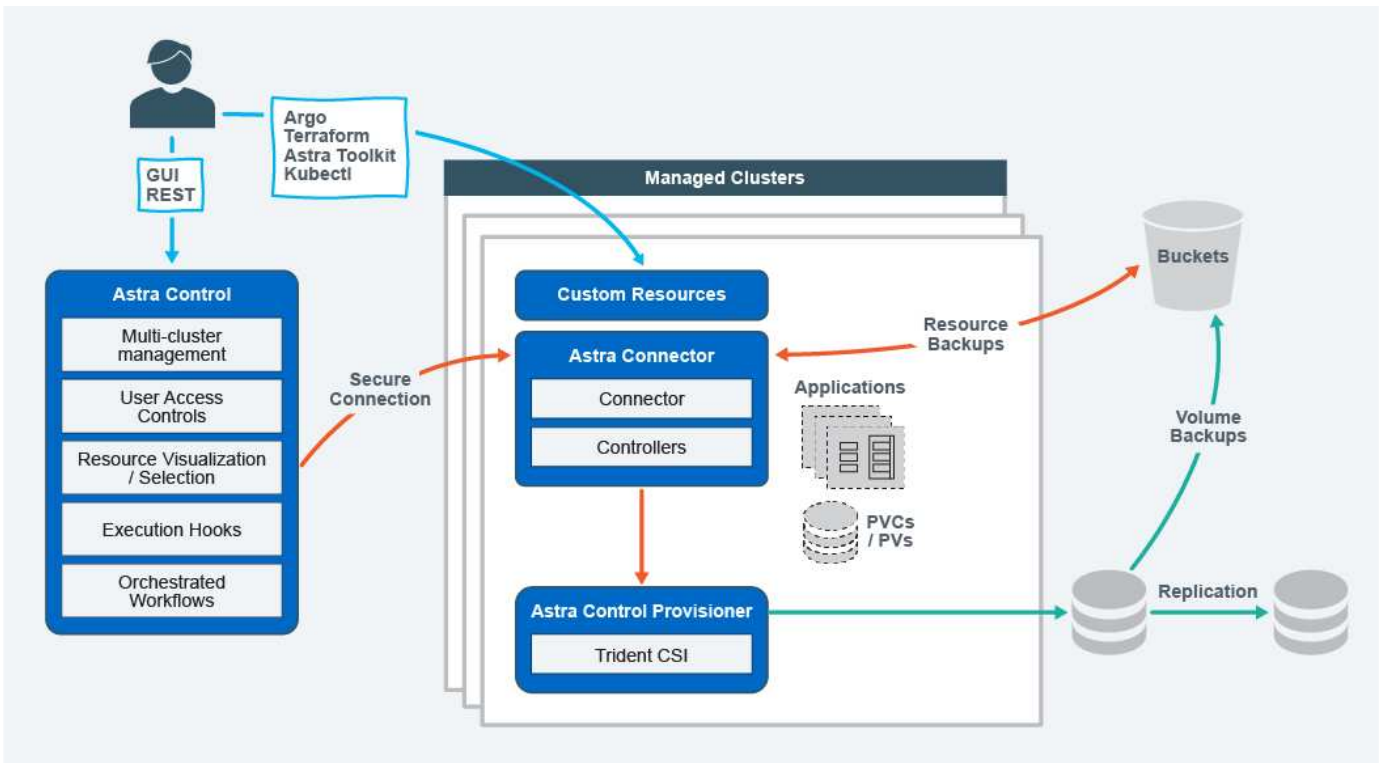 Argo
Terraform
Astra Toolkit
Kubectl
GUI
REST
Managed Clusters
Buckets
Astra Control
Multi-cluster
management
User Access
Controls
Resource Visualization
/ Selection
Execution Hooks
Orchestrated
Workflows
Secure
Connection
Custom Resources
Astra Connector
Connector
Controllers
Resource
Backups
Applications
PVCs
/ PVs
Volume
Backups
Astra Control Provisioner
Trident CSI
Replication